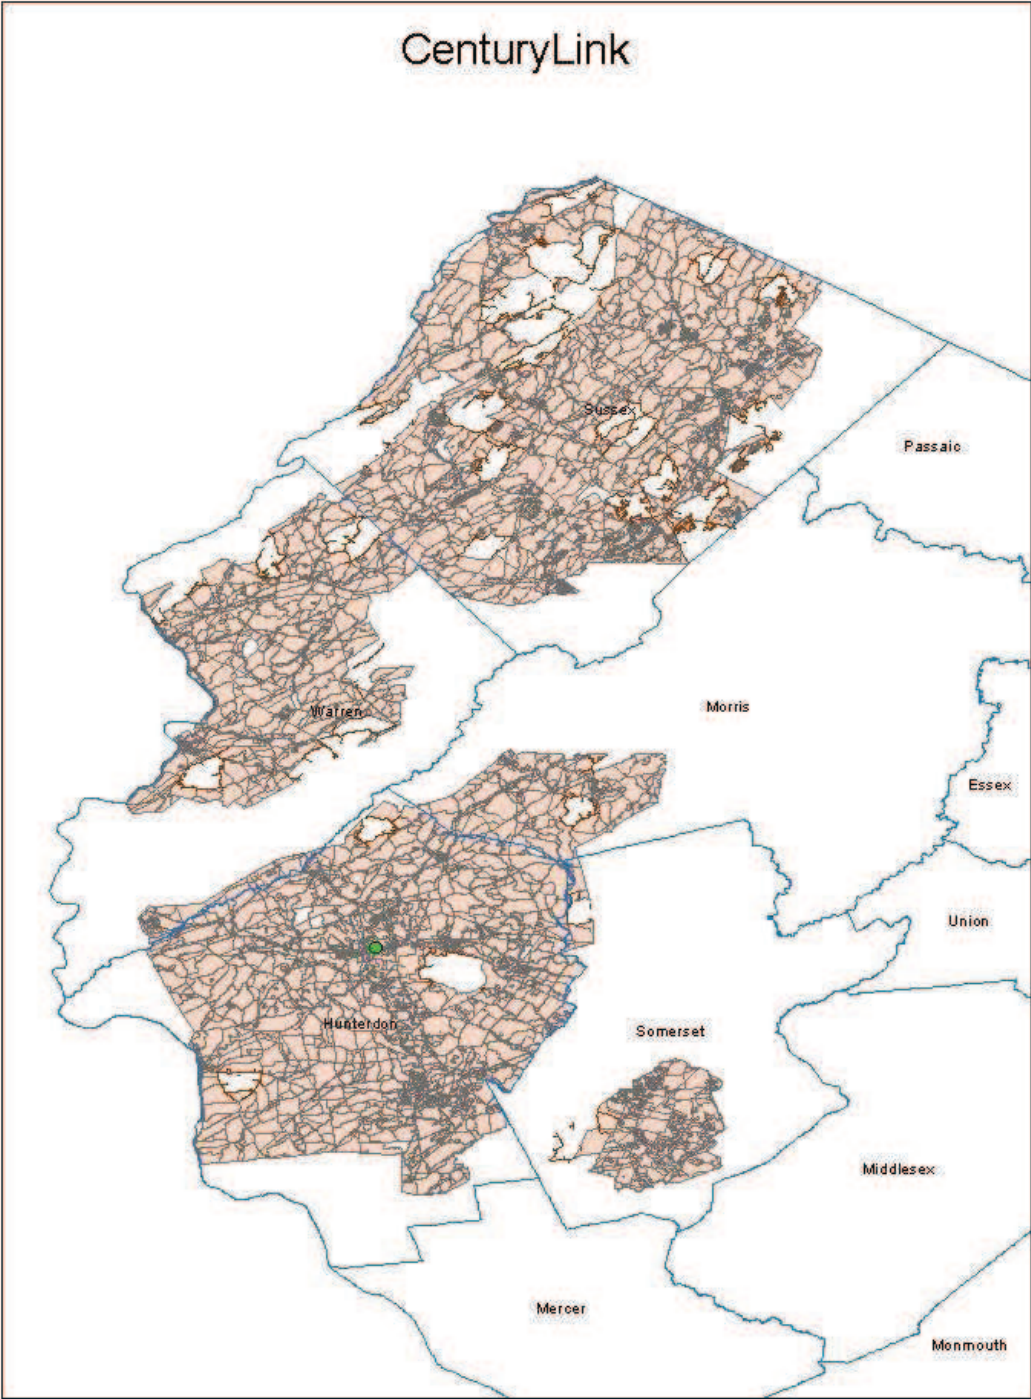 CenturyLink
Sussex
Passaic
Warren
Morris
Essex
Union
Hunterdon
Somerset
Middlesex
Mercer
Monmouth